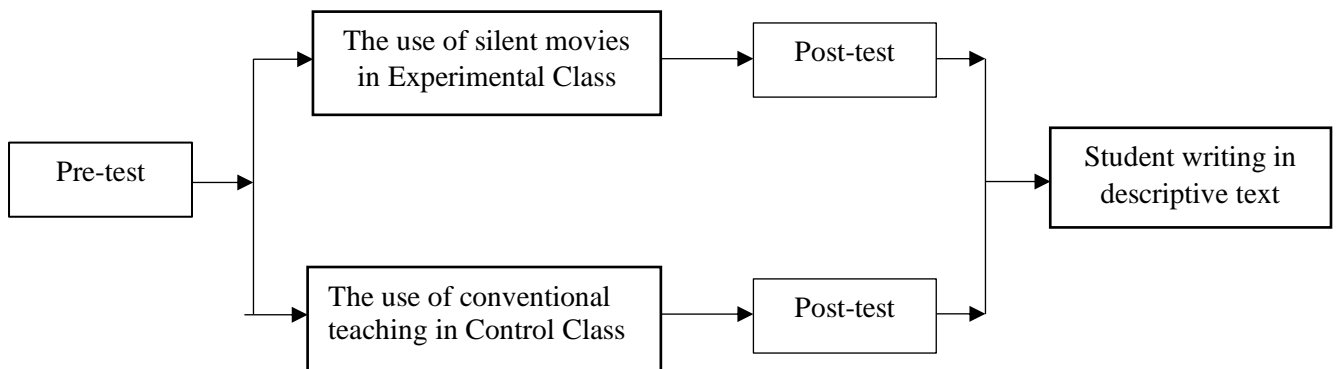 The use of silent movies
in Experimental Class
Post-test
Pre-test
Student writing in
descriptive text
The use of conventional
teaching in Control Class
Post-test